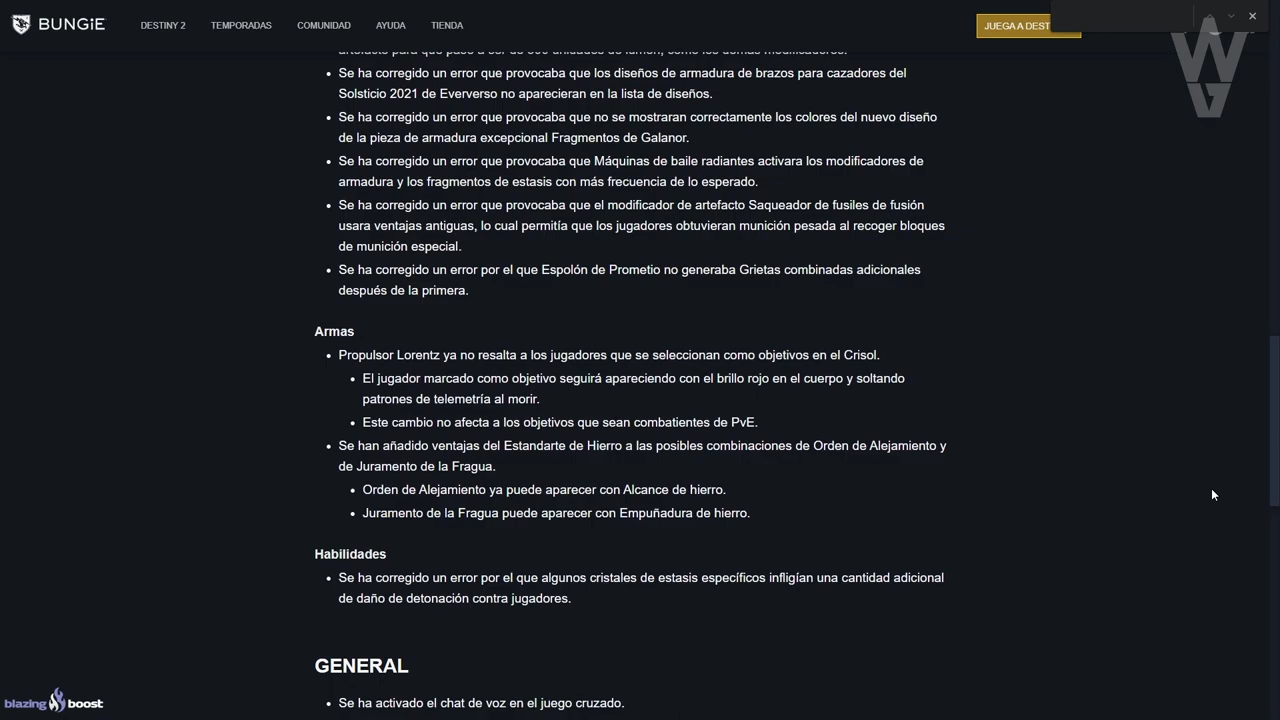 BUNGiE
DESTINY 2
TEMPORADAS
COMUNIDAD
AYUDA
TIENDA
JUEGA A DEST
Se ha corregido un error que provocaba que los diseños de armadura de brazos para cazadores del
Solsticio 2021 de Eververso no aparecieran en la lista de diseños.
Se ha corregido un error que provocaba que no se mostraran correctamente los colores del nuevo diseño
de la pieza de armadura excepcional Fragmentos de Galanor.
Se ha corregido un error que provocaba que Máquinas de baile radiantes activara los modificadores de
armadura y los fragmentos de estasis con más frecuencia de lo esperado.
Se ha corregido un error que provocaba que el modificador de artefacto Saqueador de fusiles de fusión
usara ventajas antiguas, lo cual permitía que los jugadores obtuvieran munición pesada al recoger bloques
de munición especial.
Se ha corregido un error por el que Espolón de Prometio no generaba Grietas combinadas adicionales
después de la primera.
Armas
Propulsor Lorentz ya no resalta a los jugadores que se seleccionan como objetivos en el Crisol.
El jugador marcado como objetivo seguirá apareciendo con el brillo rojo en el cuerpo y soltando
patrones de telemetría al morir.
Este cambio no afecta a los objetivos que sean combatientes de PvE.
Se han añadido ventajas del Estandarte de Hierro a las posibles combinaciones de Orden de Alejamiento y
de Juramento de la Fragua.
Orden de Alejamiento ya puede aparecer con Alcance de hierro.
Juramento de la Fragua puede aparecer con Empuñadura de hierro.
Habilidades
Se ha corregido un error por el que algunos cristales de estasis específicos infligían una cantidad adicional
de daño de detonación contra jugadores.
GENERAL
Se ha activado el chat de voz en el juego cruzado.
blazing boost